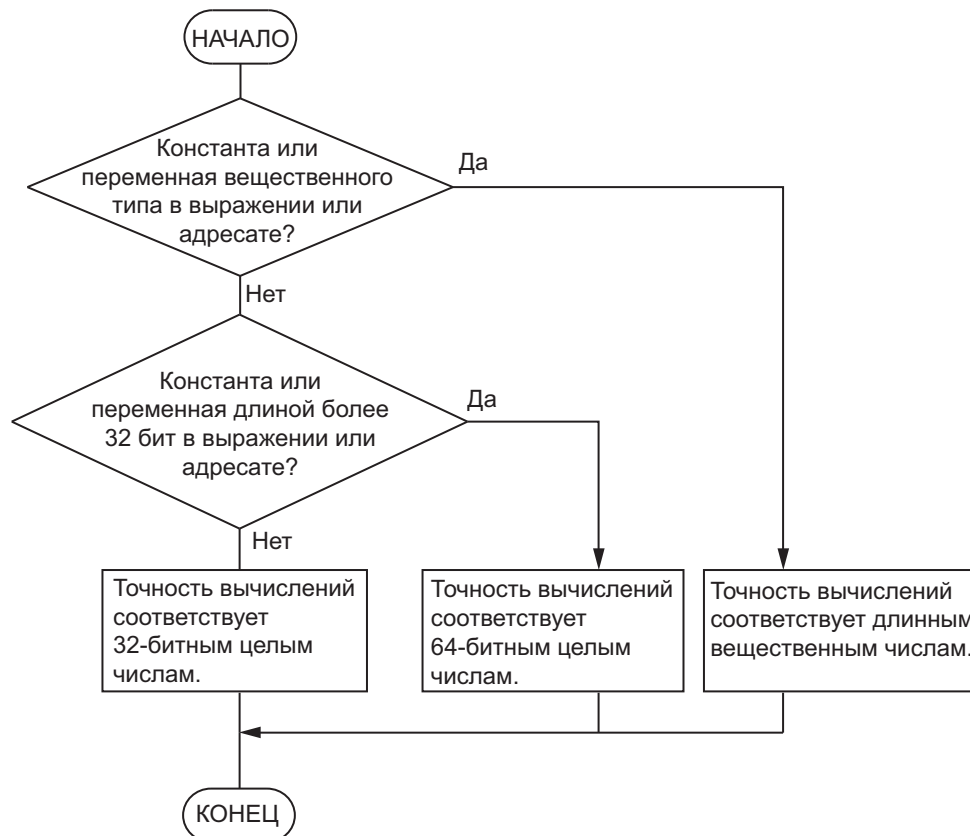 НАЧАЛО
Константа или
переменная вещественного
типа в выражении или
адресате?
Да
Нет
Константа или
переменная длиной более
32 бит в выражении или
адресате?
Да
Нет
Точность вычислений
соответствует
32-битным целым
числам.
Точность вычислений
соответствует
64-битным целым
числам.
Точность вычислений
соответствует длинным
вещественным числам.
КОНЕЦ